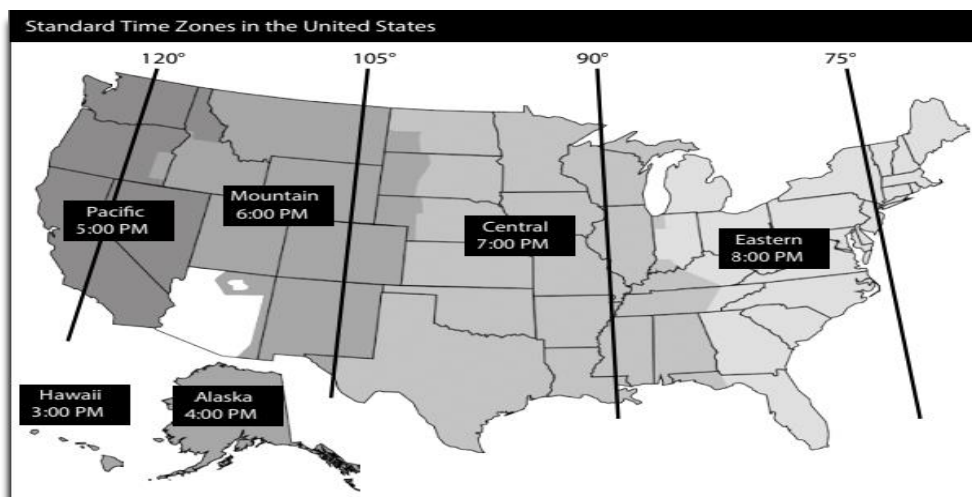 Standard Time Zones in the United States
120°
105°
90°
75°
Pacific
5:00 PM
Mountain
6:00 PM
Central
7:00 PM
Eastern
8:00 PM
Hawaii
3:00 PM
Alaska
4:00 PM